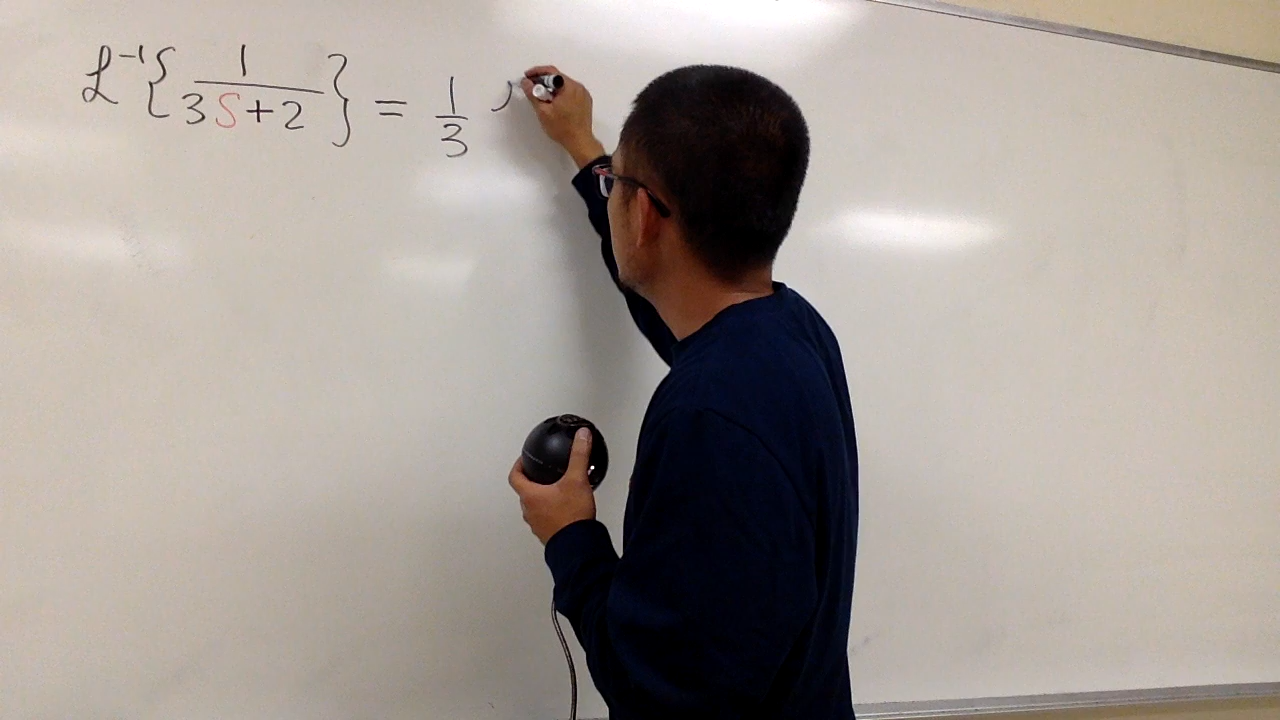 ℒ⁻¹{1/(3S+2)} = 1/3